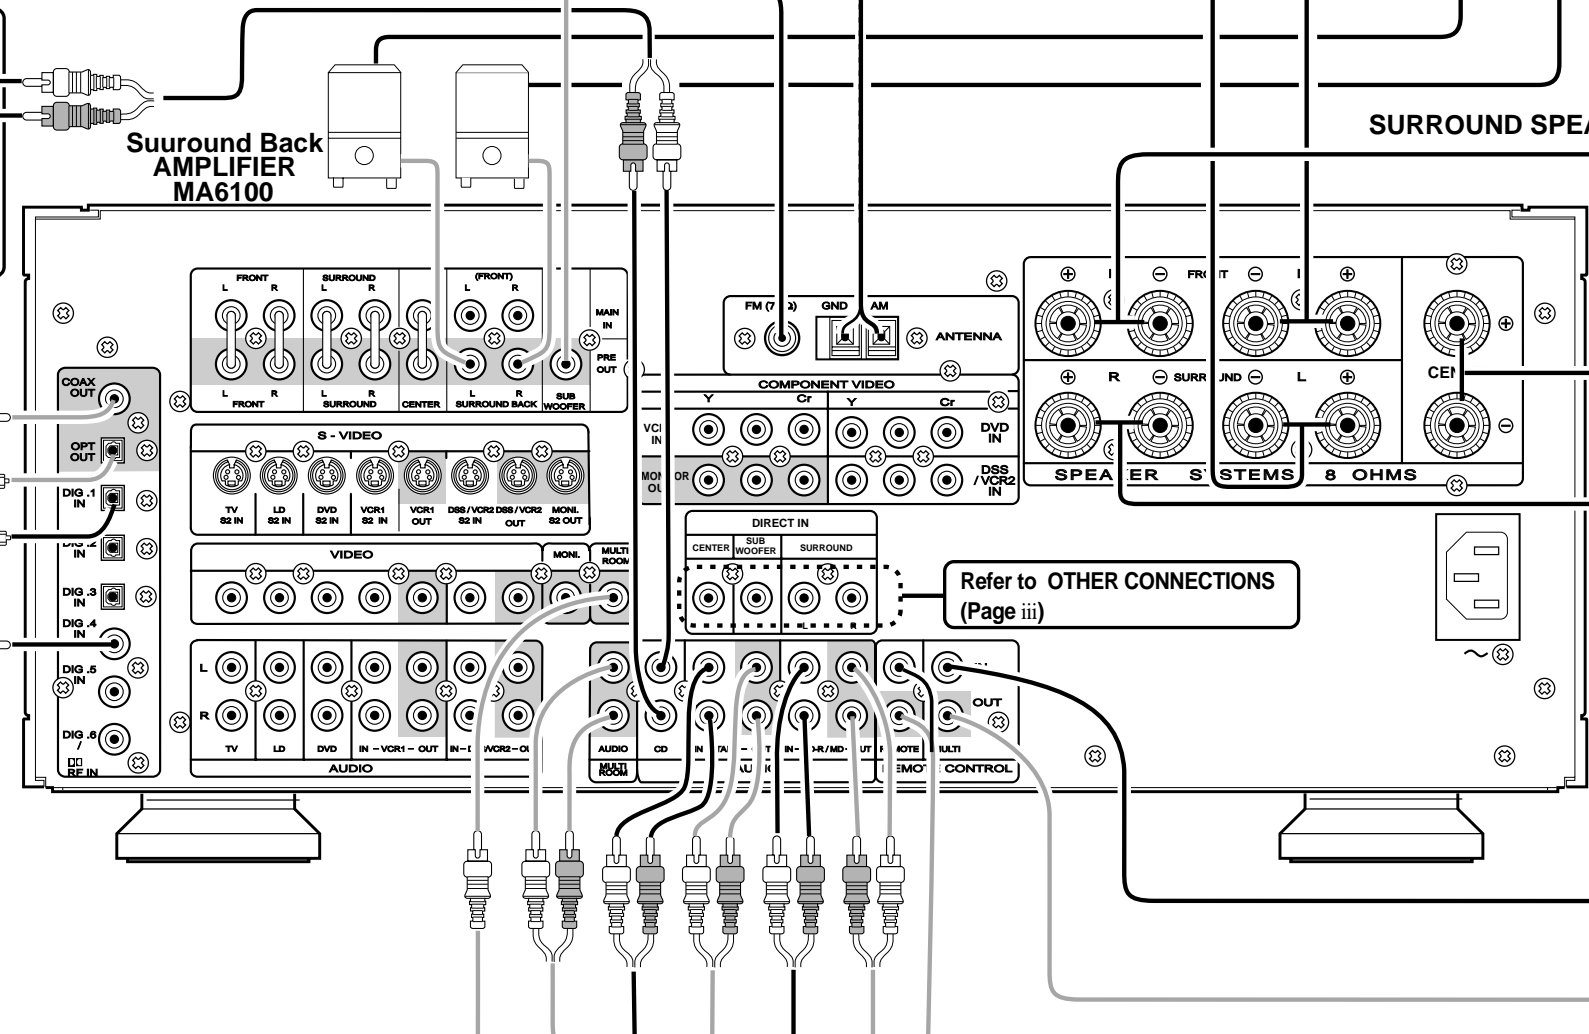 Suuround Back
AMPLIFIER
MA6100
SURROUND
FRONT SURROUND (FRONT)
L R L R L R
MAIN
IN
PRE
OUT
L R L R L R SUB
FRONT SURROUND CENTER SURROUND BACK WOOFER
FM GND AM
ANTENNA
COMPONENT VIDEO
Y Cr Y Cr
DVD
IN
DSS
/ VCR2
IN
SPEA ER S STEMS 8 OHMS
R SURR UND L
COAX
OUT
OPT
OUT
DIG .1
IN
IN
DIG .3
IN
DIG .4
IN
DIG .5
IN
DIG .6
/
RF IN
S - VIDEO
TV LD DVD VCR1 VCR1 DSS / VCR2 DSS / VCR2 MONI.
S2 IN S2 IN S2 IN S2 IN OUT S2 IN OUT S2 OUT
VIDEO MONI. MULTI
ROOM
DIRECT IN
CENTER SUB WOOFER SURROUND
L R
Refer to OTHER CONNECTIONS
(Page iii)
L
R
OUT
TV LD DVD IN – VCR1 – OUT
AUDIO CD
AUDIO
MULTI
ROOM